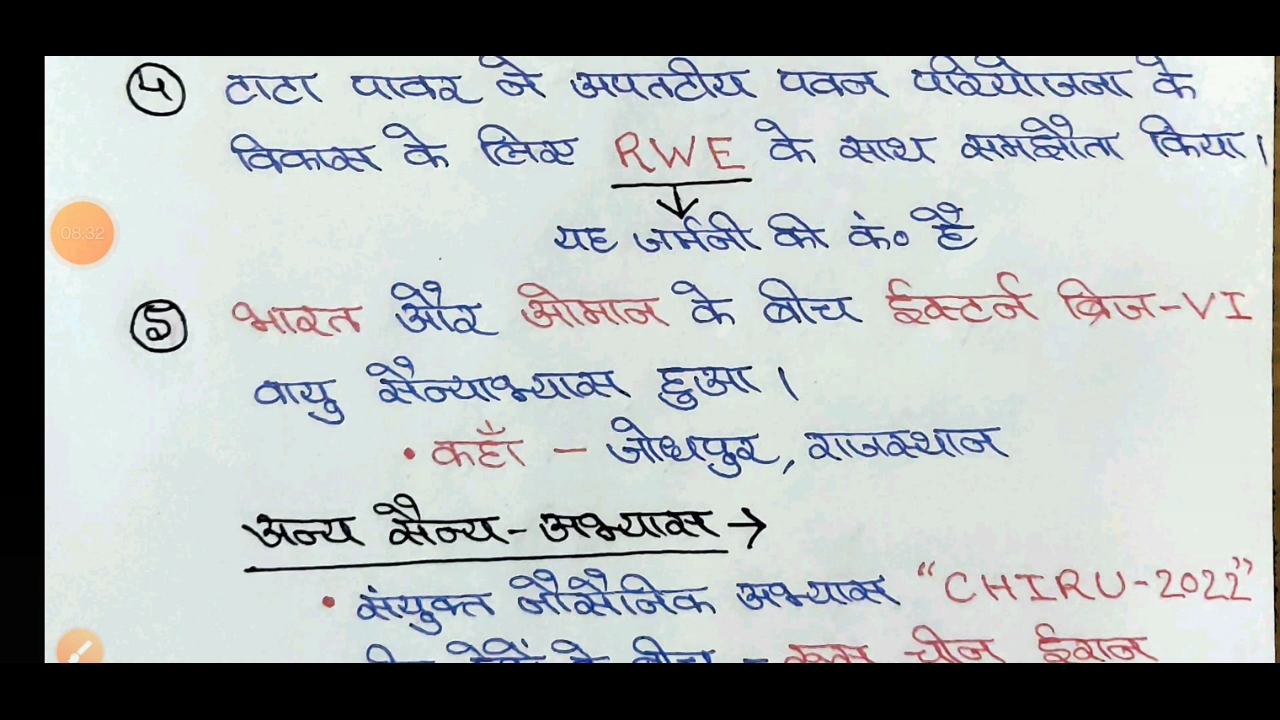 ④ टाटा पावर ने अपतटीय पवन परियोजना के
विकास के लिए RWE के साथ समझौता किया।
यह जर्मनी की कं० है
08:32
⑤ भारत और ओमान के बीच ईस्टर्न ब्रिज-VI
वायु सैन्याभ्यास हुआ।
• कहाँ - जोधपुर, राजस्थान
अन्य सैन्य-अभ्यास →
• संयुक्त नौसैनिक अभ्यास "CHIRU-2022"
के बीच - रूस चीन ईरान